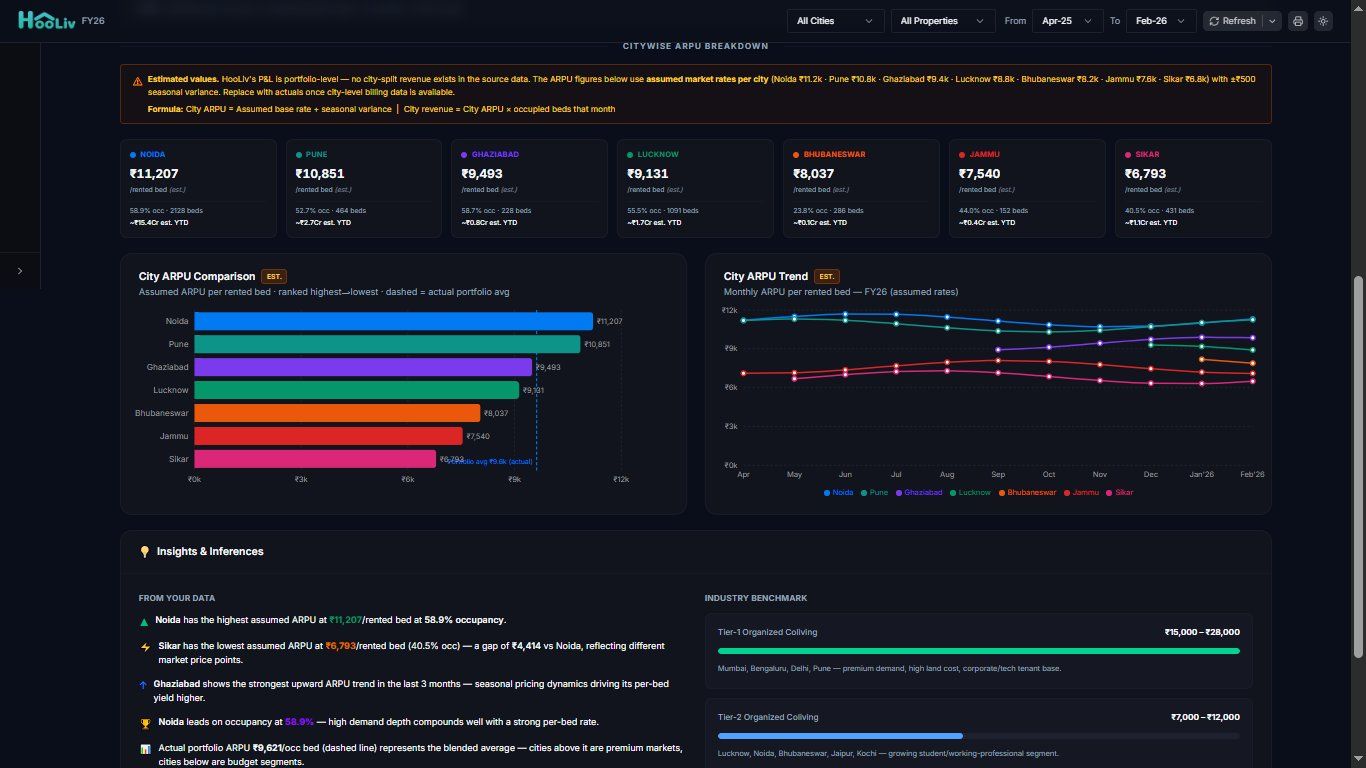 HooLiv FY26
All Cities
All Properties
From
Apr-25
To
Feb-26
Refresh
CITYWISE ARPU BREAKDOWN
Estimated values. HooLiv's P&L is portfolio-level — no city-split revenue exists in the source data. The ARPU figures below use assumed market rates per city (Noida ₹11.2k · Pune ₹10.8k · Ghaziabad ₹9.4k · Lucknow ₹8.8k · Bhubaneswar ₹8.2k · Jammu ₹7.6k · Sikar ₹6.8k) with ±₹500
seasonal variance. Replace with actuals once city-level billing data is available.
Formula: City ARPU = Assumed base rate + seasonal variance | City revenue = City ARPU × occupied beds that month
NOIDA
₹11,207
/rented bed (est.)
58.9% occ · 2128 beds
~₹15.4Cr est. YTD
PUNE
₹10,851
/rented bed (est.)
52.7% occ · 464 beds
~₹2.7Cr est. YTD
GHAZIABAD
₹9,493
/rented bed (est.)
58.7% occ · 228 beds
~₹0.8Cr est. YTD
LUCKNOW
₹9,131
/rented bed (est.)
55.5% occ · 1091 beds
~₹1.7Cr est. YTD
BHUBANESWAR
₹8,037
/rented bed (est.)
23.8% occ · 286 beds
~₹0.1Cr est. YTD
JAMMU
₹7,540
/rented bed (est.)
44.0% occ · 152 beds
~₹0.4Cr est. YTD
SIKAR
₹6,793
/rented bed (est.)
40.5% occ · 431 beds
~₹1.1Cr est. YTD
City ARPU Comparison EST.
Assumed ARPU per rented bed · ranked highest→lowest · dashed = actual portfolio avg
Noida ₹11,207
Pune ₹10,851
Ghaziabad ₹9,493
Lucknow ₹9,131
Bhubaneswar ₹8,037
Jammu ₹7,540
Sikar ₹6,793
Portfolio avg ₹9.6k (actual)
₹0k ₹3k ₹6k ₹9k ₹12k
City ARPU Trend EST.
Monthly ARPU per rented bed — FY26 (assumed rates)
₹12k
₹9k
₹6k
₹3k
₹0k
Apr May Jun Jul Aug Sep Oct Nov Dec Jan'26 Feb'26
Noida Pune Ghaziabad Lucknow Bhubaneswar Jammu Sikar
Insights & Inferences
FROM YOUR DATA
Noida has the highest assumed ARPU at ₹11,207/rented bed at 58.9% occupancy.
Sikar has the lowest assumed ARPU at ₹6,793/rented bed (40.5% occ) — a gap of ₹4,414 vs Noida, reflecting different
market price points.
Ghaziabad shows the strongest upward ARPU trend in the last 3 months — seasonal pricing dynamics driving its per-bed
yield higher.
Noida leads on occupancy at 58.9% — high demand depth compounds well with a strong per-bed rate.
Actual portfolio ARPU ₹9,621/occ bed (dashed line) represents the blended average — cities above it are premium markets,
cities below are budget segments.
INDUSTRY BENCHMARK
Tier-1 Organized Coliving ₹15,000 – ₹28,000
Mumbai, Bengaluru, Delhi, Pune — premium demand, high land cost, corporate/tech tenant base.
Tier-2 Organized Coliving ₹7,000 – ₹12,000
Lucknow, Noida, Bhubaneswar, Jaipur, Kochi — growing student/working-professional segment.